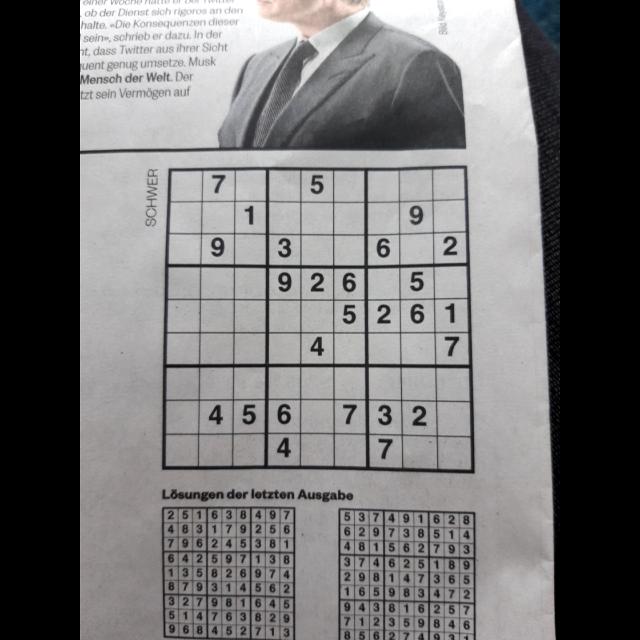 einer Woche hatte er bei Twitter
ob der Dienst sich rigoros an den
halte. «Die Konsequenzen dieser
sein», schrieb er dazu. In der
nt, dass Twitter aus ihrer Sicht
uent genug umsetze. Musk
Mensch der Welt. Der
tzt sein Vermögen auf
SCHWER
7 5
1 9
9 3 6 2
9 2 6 5
5 2 6 1
4 7
4 5 6 7 3 2
4 7
Lösungen der letzten Ausgabe
2 5 1 6 3 8 4 9 7
4 8 3 1 7 9 2 5 6
7 9 6 2 4 5 3 8 1
6 4 2 5 9 7 1 3 8
1 3 5 8 2 6 9 7 4
8 7 9 3 1 4 5 6 2
3 2 7 9 8 1 6 4 5
5 1 4 7 6 3 8 2 9
9 6 8 4 5 2 7 1 3
5 3 7 4 9 1 6 2 8
6 2 9 7 3 8 5 1 4
4 8 1 5 6 2 7 9 3
3 7 4 6 2 5 1 8 9
2 9 8 1 4 7 3 6 5
1 6 5 9 8 3 4 7 2
9 4 3 8 1 6 2 5 7
7 1 2 3 5 9 8 4 6
8 5 6 2 7 4 9 3 1